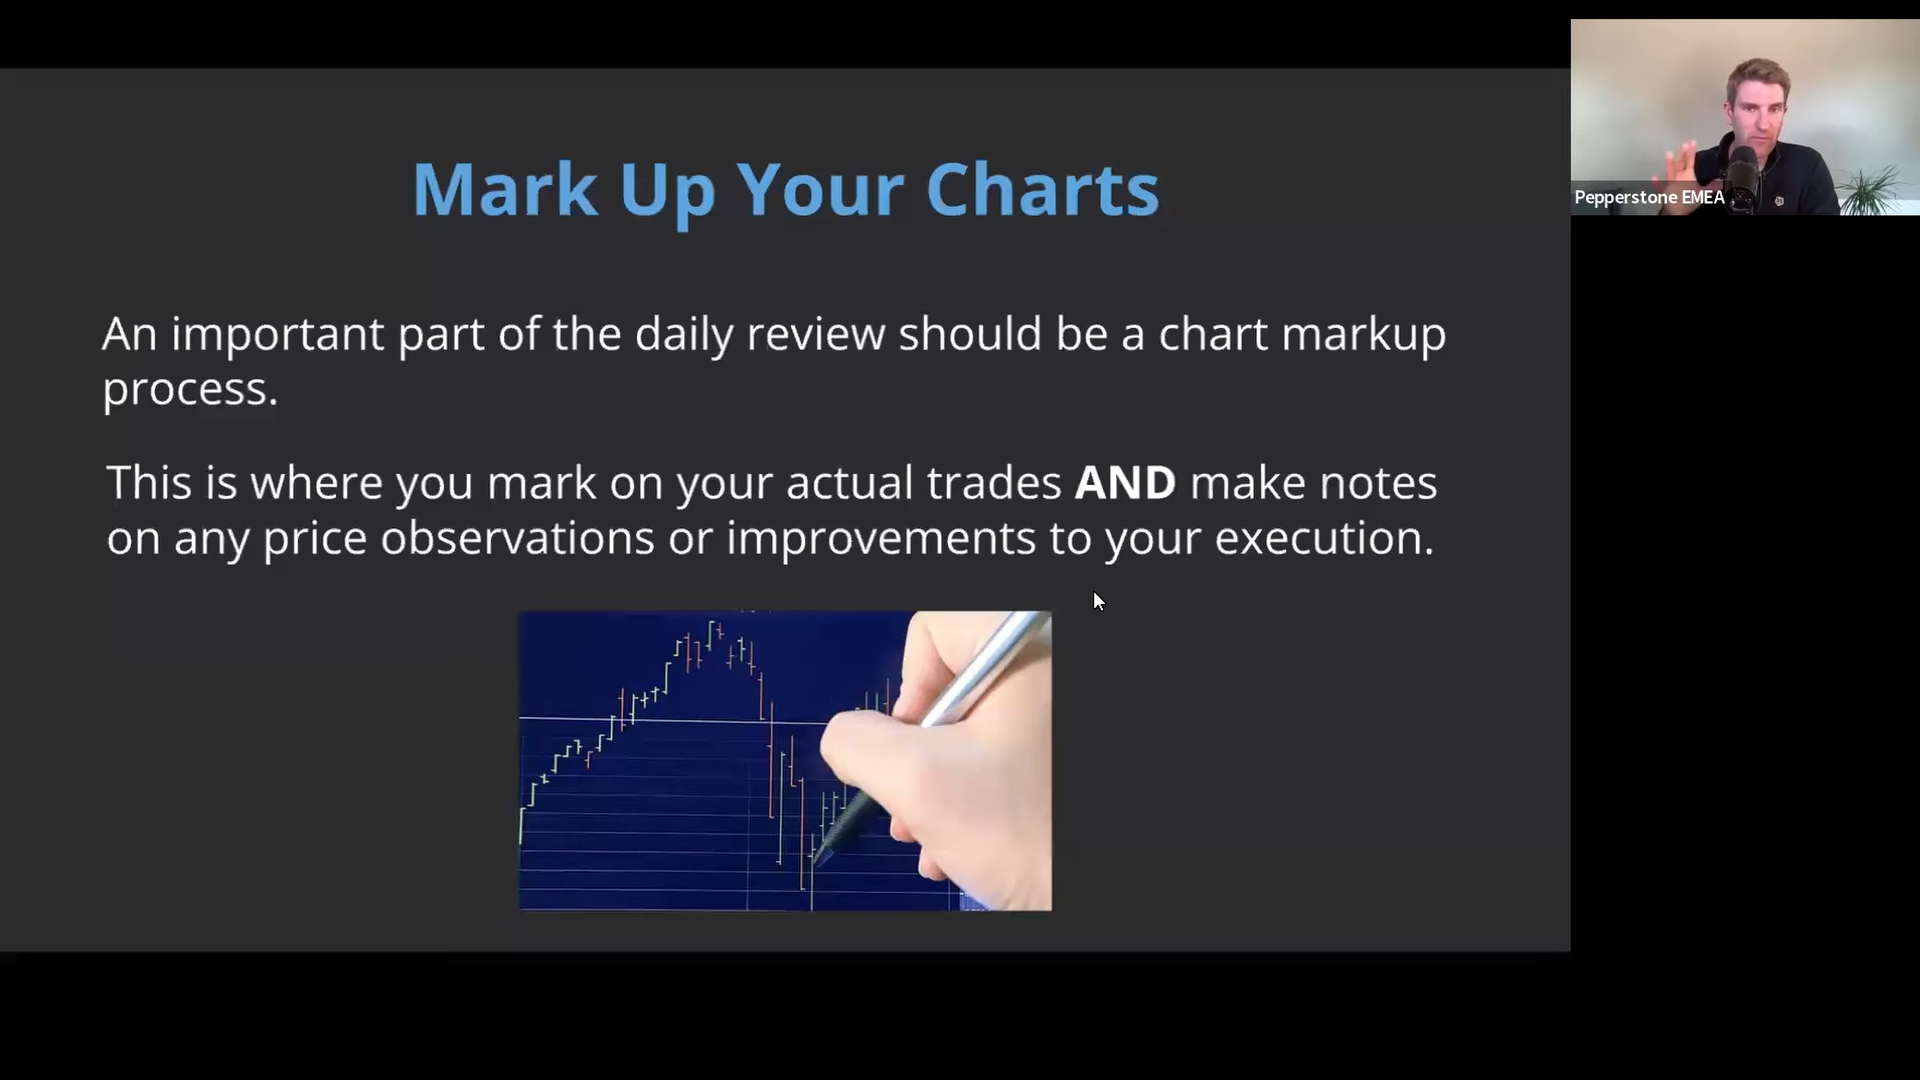 Mark Up Your Charts
An important part of the daily review should be a chart markup
process.
This is where you mark on your actual trades AND make notes
on any price observations or improvements to your execution.
Pepperstone EMEA